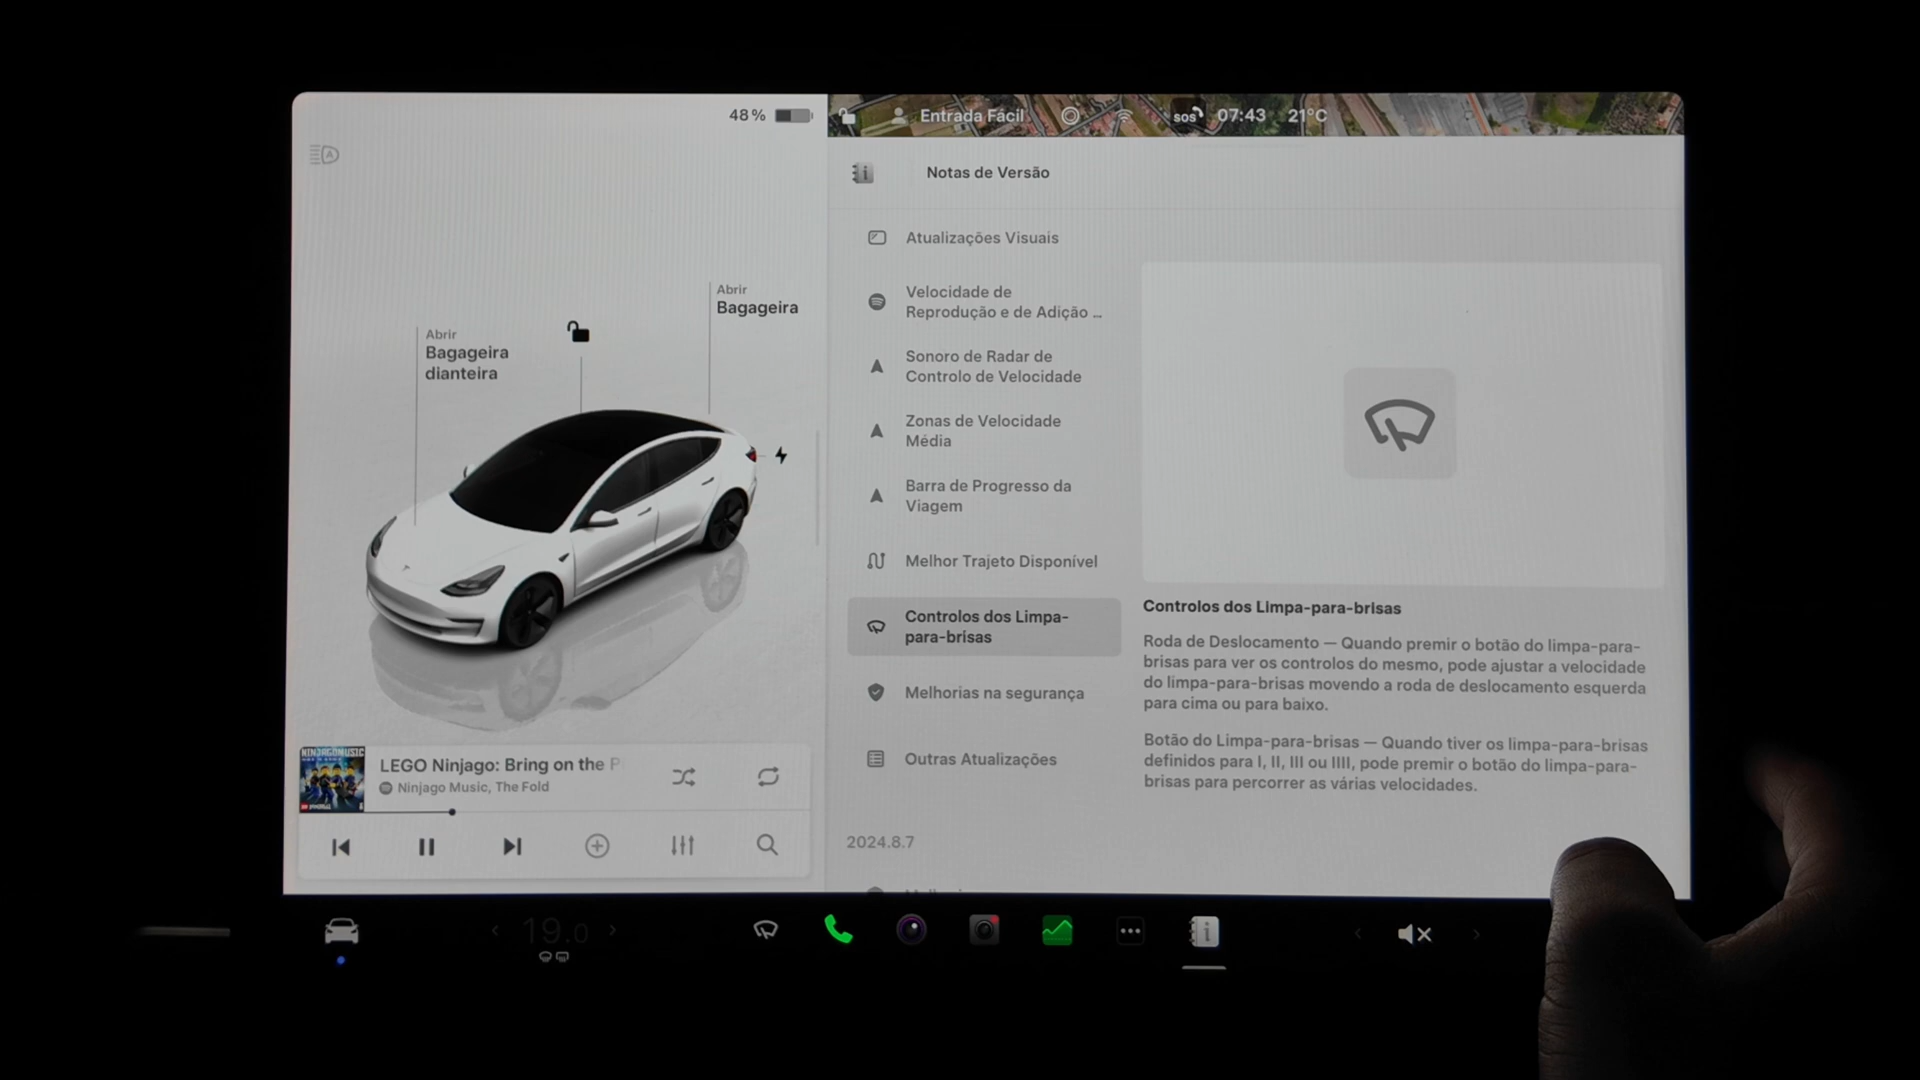 48 %
Entrada Fácil
SOS
07:43
21°C
Notas de Versão
Abrir
Bagageira
dianteira
Abrir
Bagageira
Atualizações Visuais
Velocidade de
Reprodução e de Adição ...
Sonoro de Radar de
Controlo de Velocidade
Zonas de Velocidade
Média
Barra de Progresso da
Viagem
Melhor Trajeto Disponível
Controlos dos Limpa-
para-brisas
Melhorias na segurança
Outras Atualizações
2024.8.7
Controlos dos Limpa-para-brisas
Roda de Deslocamento — Quando premir o botão do limpa-para-
brisas para ver os controlos do mesmo, pode ajustar a velocidade
do limpa-para-brisas movendo a roda de deslocamento esquerda
para cima ou para baixo.
Botão do Limpa-para-brisas — Quando tiver os limpa-para-brisas
definidos para I, II, III ou IIII, pode premir o botão do limpa-para-
brisas para percorrer as várias velocidades.
NINJAGO MUSIC
LEGO Ninjago: Bring on the P
Ninjago Music, The Fold
19.0